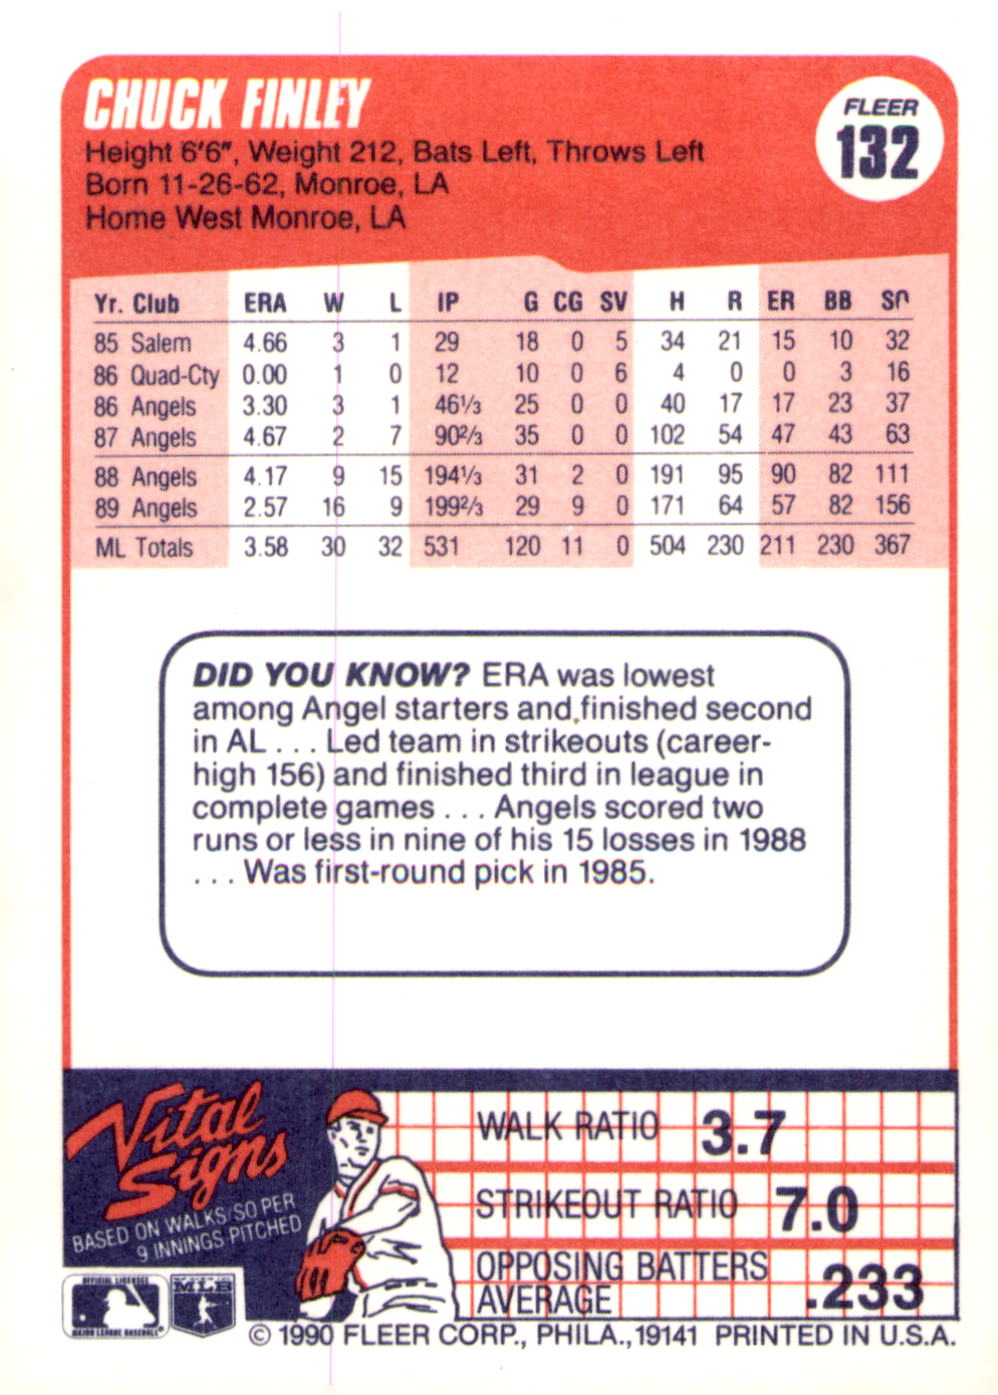 CHUCK FINLEY
FLEER
132
Height 6'6", Weight 212, Bats Left, Throws Left
Born 11-26-62, Monroe, LA
Home West Monroe, LA
Yr. Club ERA W L IP G CG SV H R ER BB SO
85 Salem 4.66 3 1 29 18 0 5 34 21 15 10 32
86 Quad-Cty 0.00 1 0 12 10 0 6 4 0 0 3 16
86 Angels 3.30 3 1 46⅓ 25 0 0 40 17 17 23 37
87 Angels 4.67 2 7 90⅔ 35 0 0 102 54 47 43 63
88 Angels 4.17 9 15 194⅓ 31 2 0 191 95 90 82 111
89 Angels 2.57 16 9 199⅔ 29 9 0 171 64 57 82 156
ML Totals 3.58 30 32 531 120 11 0 504 230 211 230 367
DID YOU KNOW? ERA was lowest
among Angel starters and finished second
in AL . . . Led team in strikeouts (career-
high 156) and finished third in league in
complete games . . . Angels scored two
runs or less in nine of his 15 losses in 1988
. . . Was first-round pick in 1985.
Vital
Signs
BASED ON WALKS/SO PER
9 INNINGS PITCHED
WALK RATIO 3.7
STRIKEOUT RATIO 7.0
OPPOSING BATTERS
AVERAGE .233
OFFICIAL LICENSEE
MAJOR LEAGUE BASEBALL
MLB
© 1990 FLEER CORP., PHILA., 19141 PRINTED IN U.S.A.